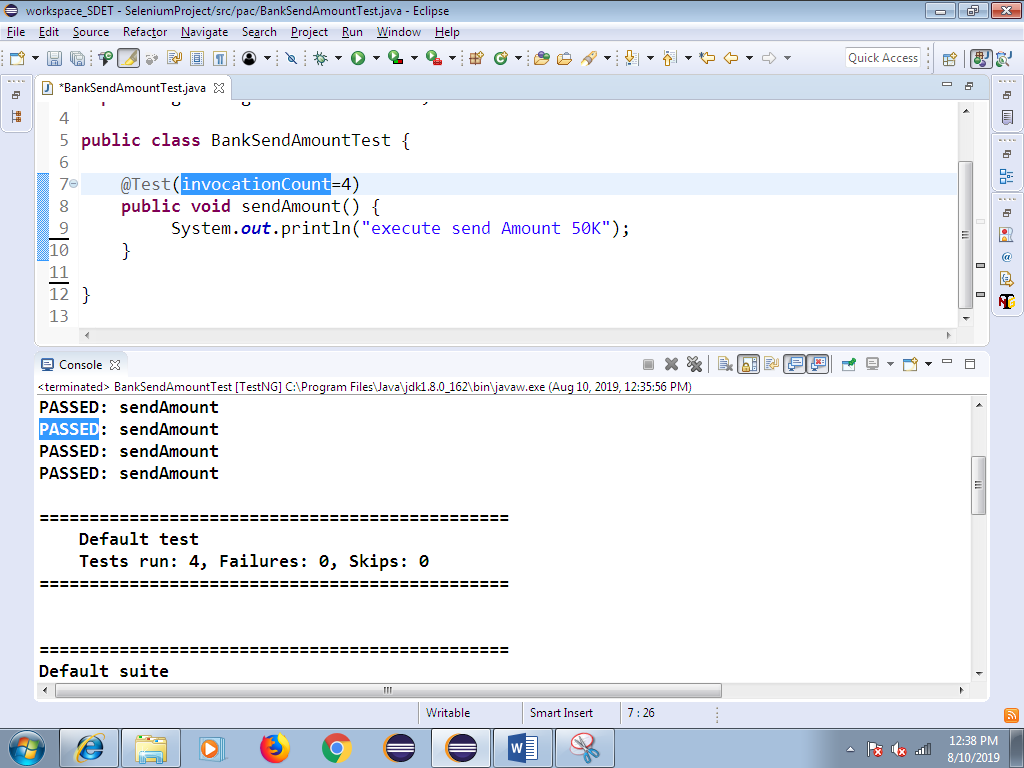 workspace_SDET - SeleniumProject/src/pac/BankSendAmountTest.java - Eclipse
File Edit Source Refactor Navigate Search Project Run Window Help
Quick Access
*BankSendAmountTest.java
4
5 public class BankSendAmountTest {
6
7 @Test(invocationCount=4)
8 public void sendAmount() {
9 System.out.println("execute send Amount 50K");
10 }
11
12 }
13
Console
<terminated> BankSendAmountTest [TestNG] C:\Program Files\Java\jdk1.8.0_162\bin\javaw.exe (Aug 10, 2019, 12:35:56 PM)
PASSED: sendAmount
PASSED: sendAmount
PASSED: sendAmount
PASSED: sendAmount
===============================================
Default test
Tests run: 4, Failures: 0, Skips: 0
===============================================
===============================================
Default suite
Writable Smart Insert 7 : 26
12:38 PM
8/10/2019